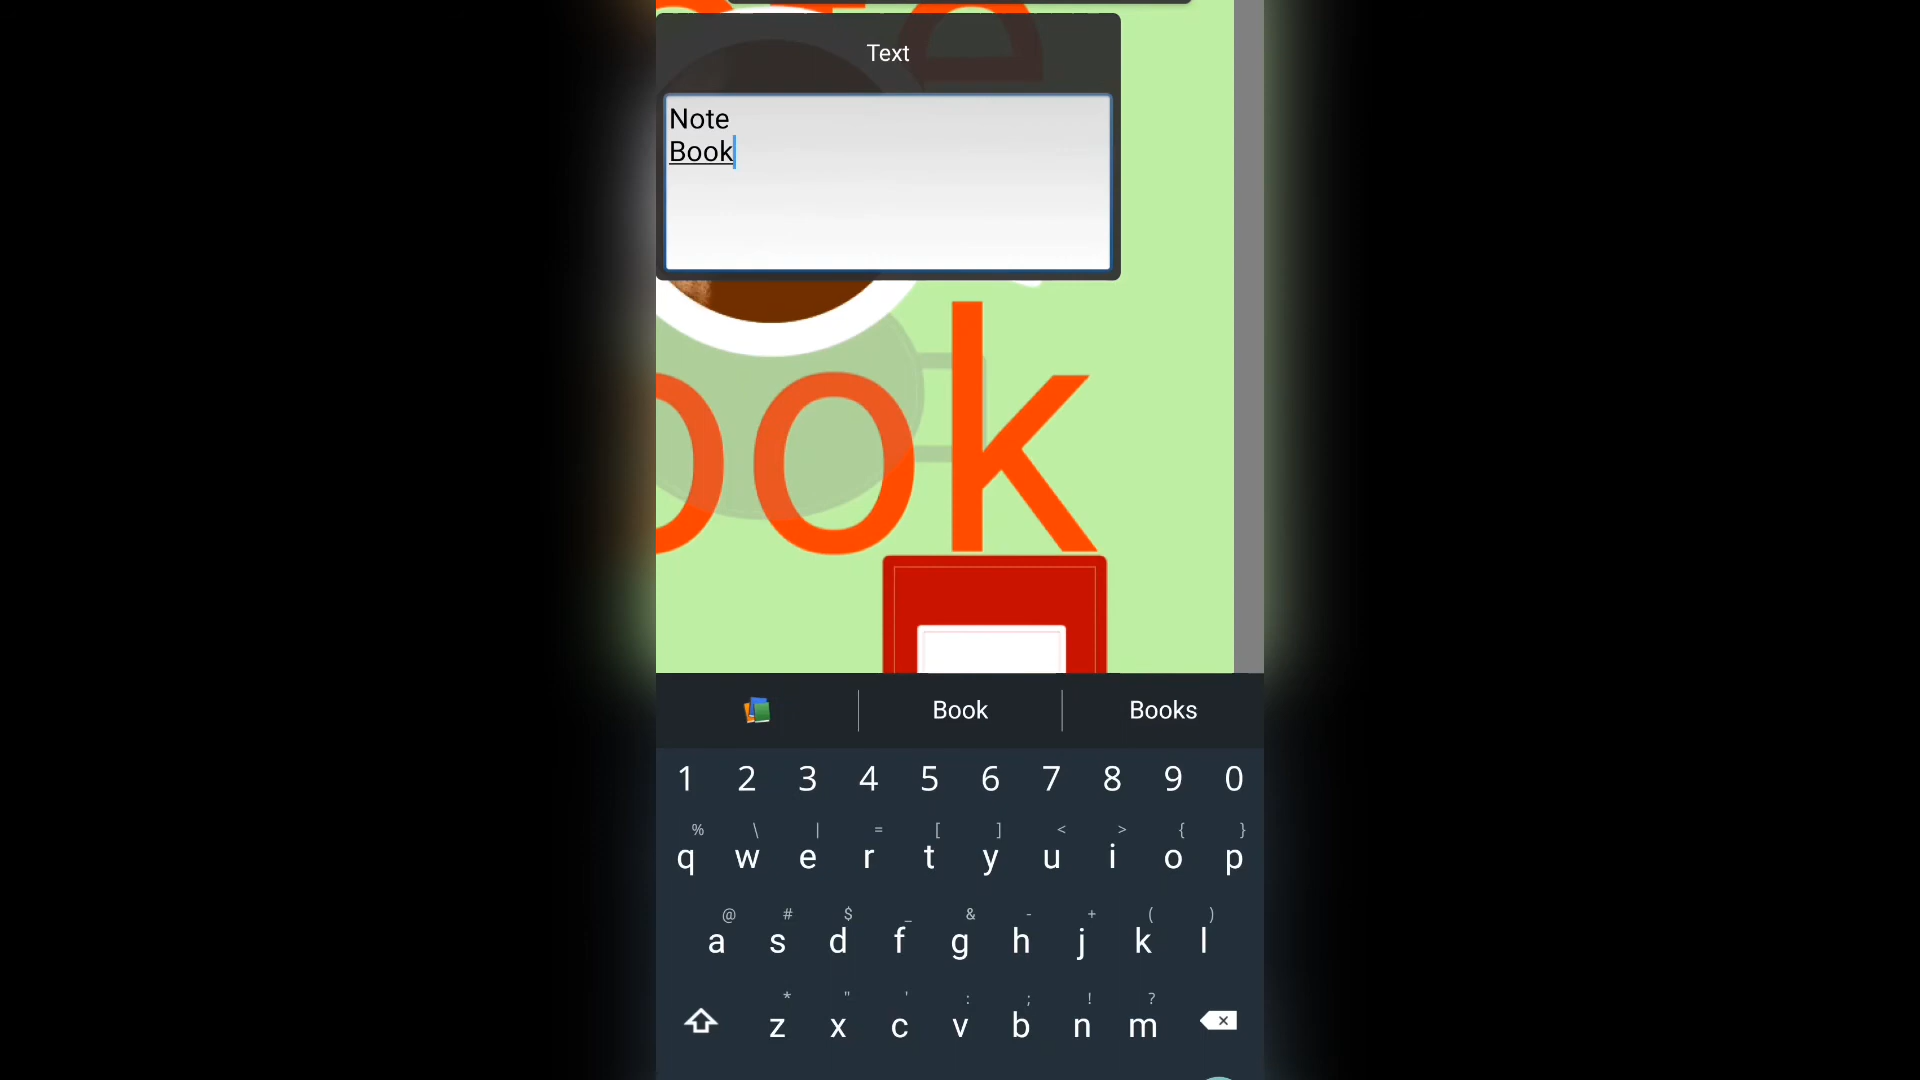 Text
Note
Book
ook
Book Books
1 2 3 4 5 6 7 8 9 0
% \ | = [ ] < > { }
q w e r t y u i o p
@ # $ _ & - + ( )
a s d f g h j k l
* " ' : ; ! ?
z x c v b n m